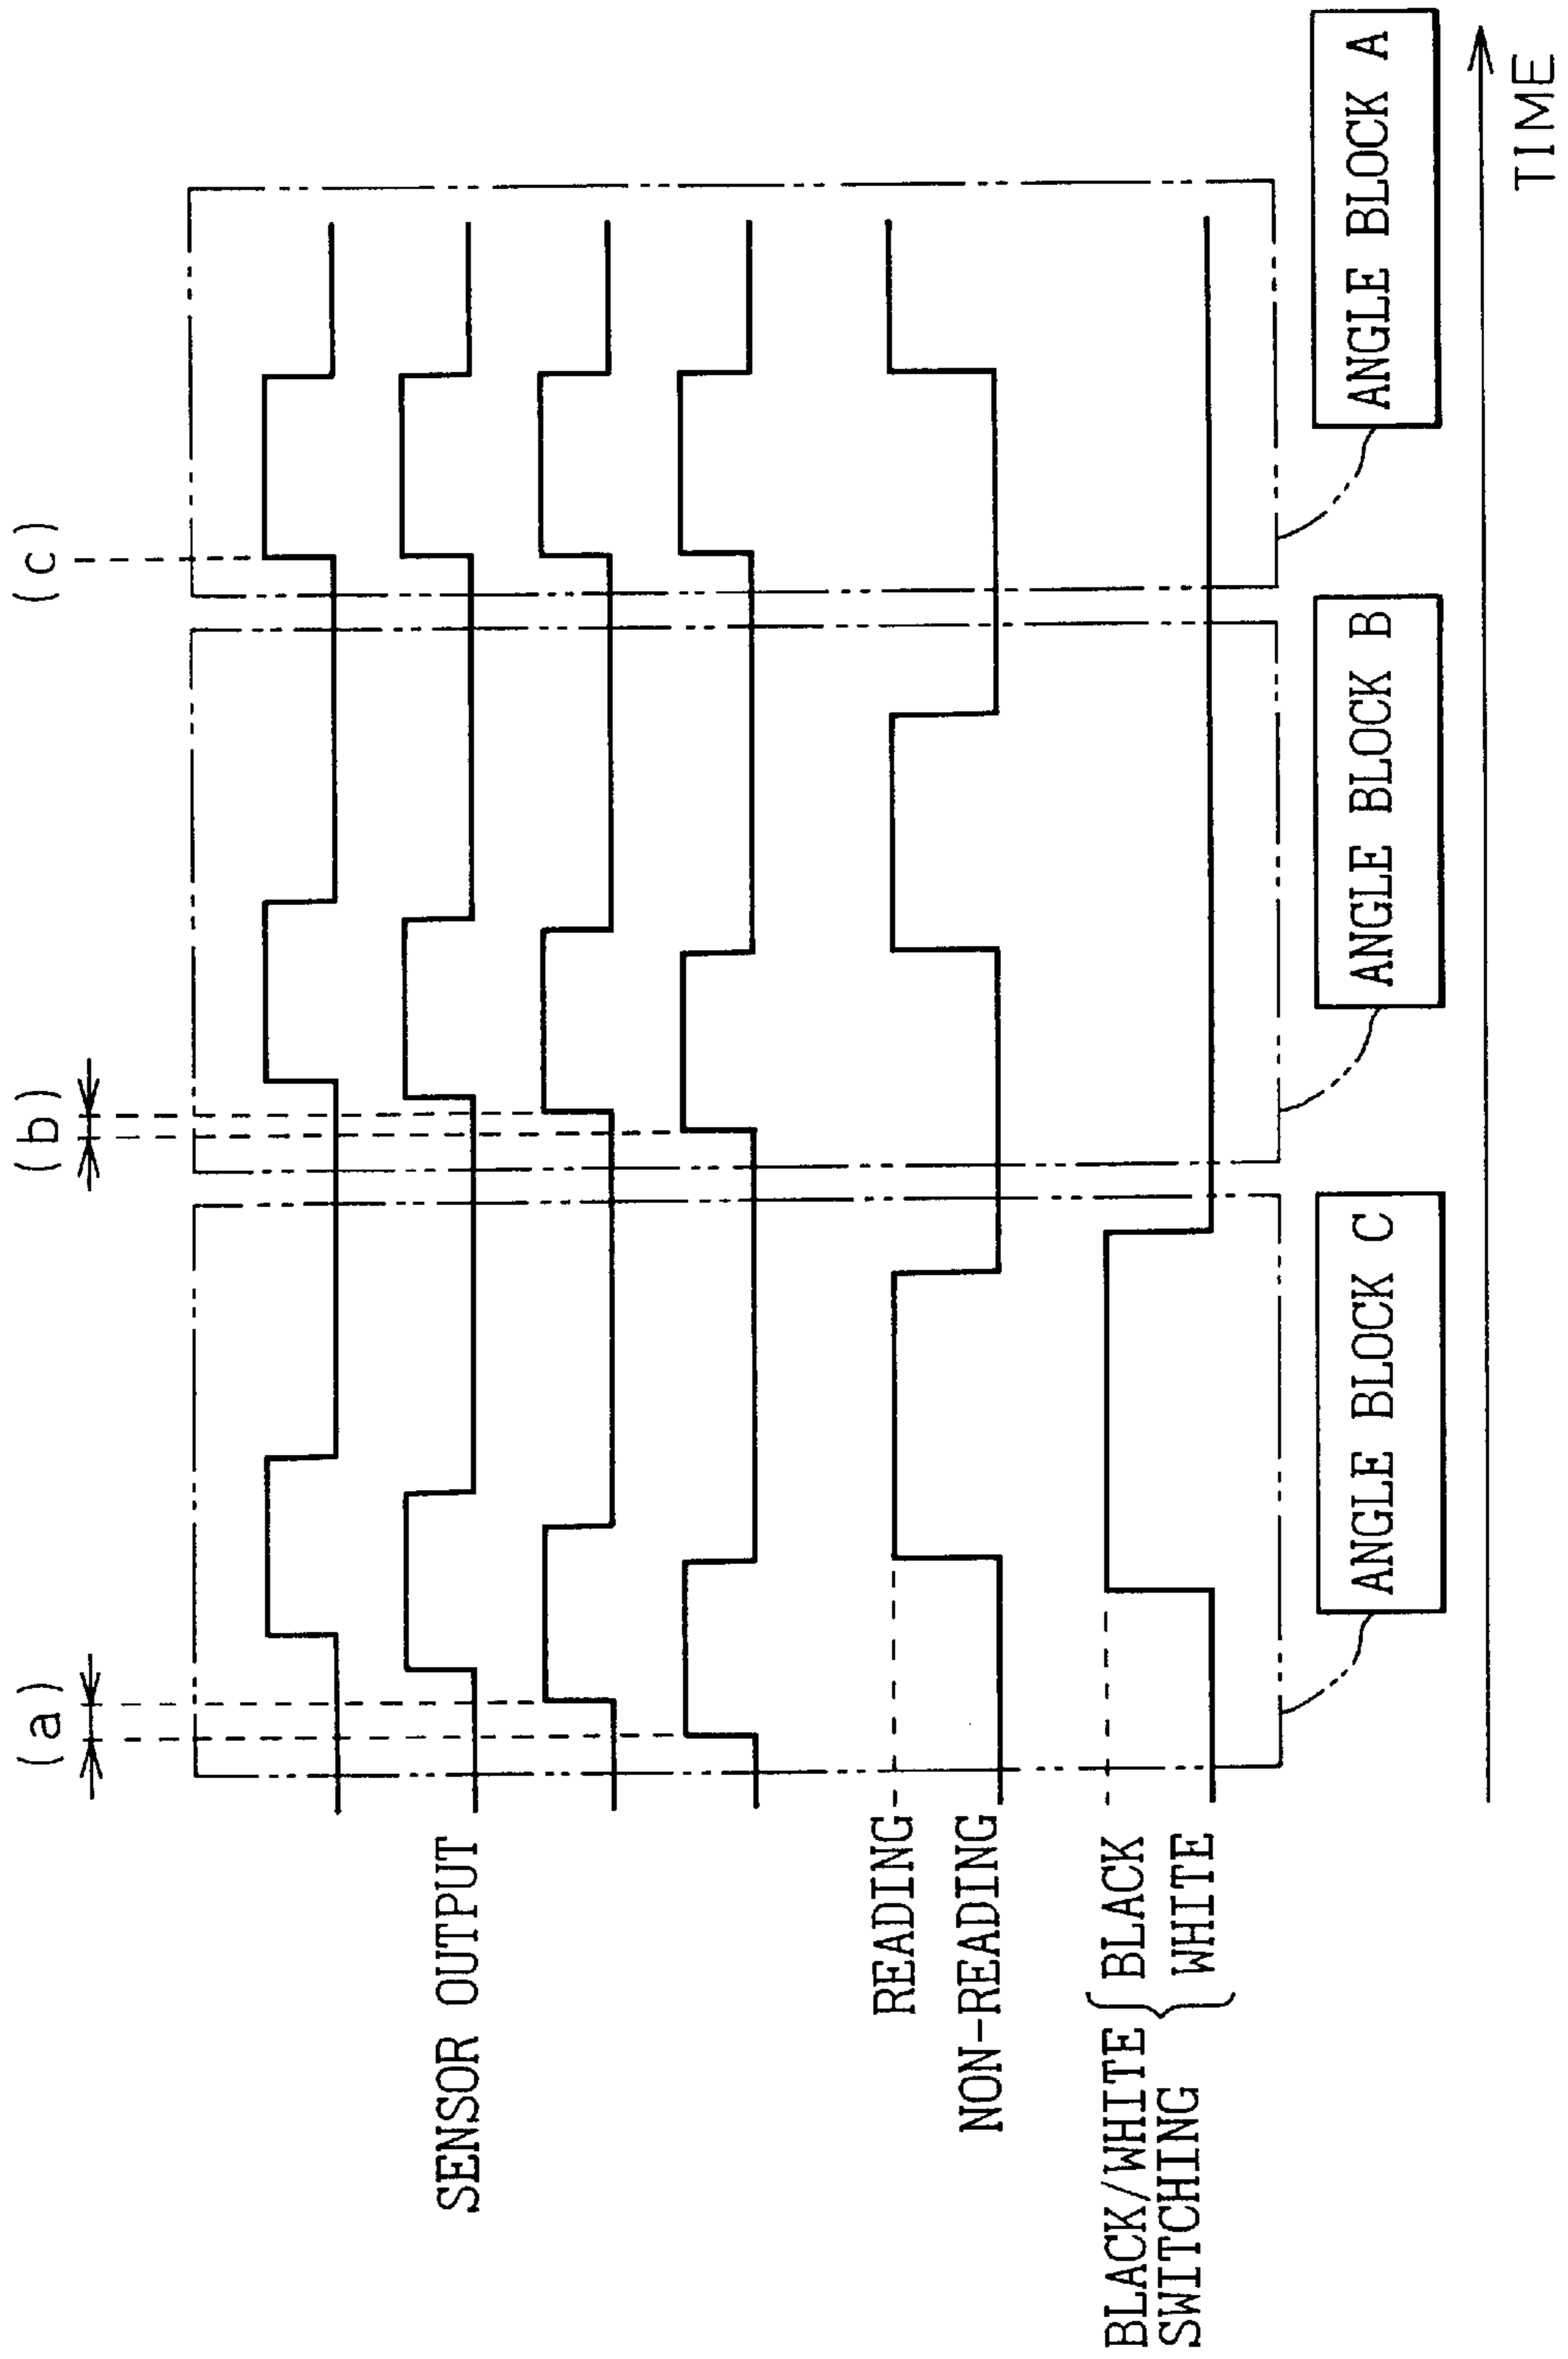 (a)
(b)
(c)
SENSOR OUTPUT
READING
NON-READING
BLACK/WHITE
SWITCHING
BLACK
WHITE
ANGLE BLOCK C
ANGLE BLOCK B
ANGLE BLOCK A
TIME